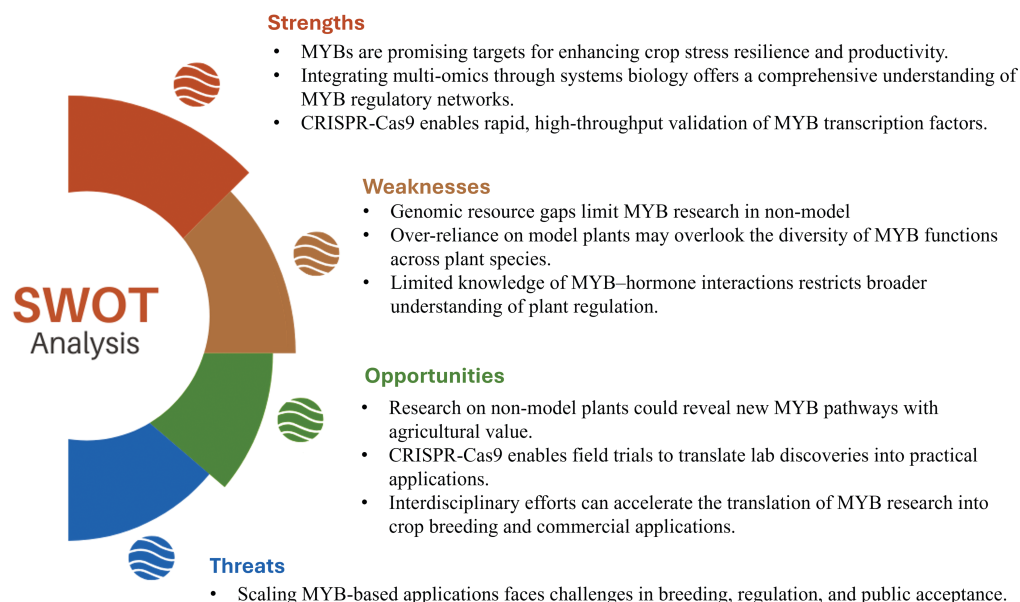 Strengths
• MYBs are promising targets for enhancing crop stress resilience and productivity.
• Integrating multi-omics through systems biology offers a comprehensive understanding of
MYB regulatory networks.
• CRISPR-Cas9 enables rapid, high-throughput validation of MYB transcription factors.
Weaknesses
• Genomic resource gaps limit MYB research in non-model
• Over-reliance on model plants may overlook the diversity of MYB functions
across plant species.
• Limited knowledge of MYB–hormone interactions restricts broader
understanding of plant regulation.
SWOT
Analysis
Opportunities
• Research on non-model plants could reveal new MYB pathways with
agricultural value.
• CRISPR-Cas9 enables field trials to translate lab discoveries into practical
applications.
• Interdisciplinary efforts can accelerate the translation of MYB research into
crop breeding and commercial applications.
Threats
• Scaling MYB-based applications faces challenges in breeding, regulation, and public acceptance.